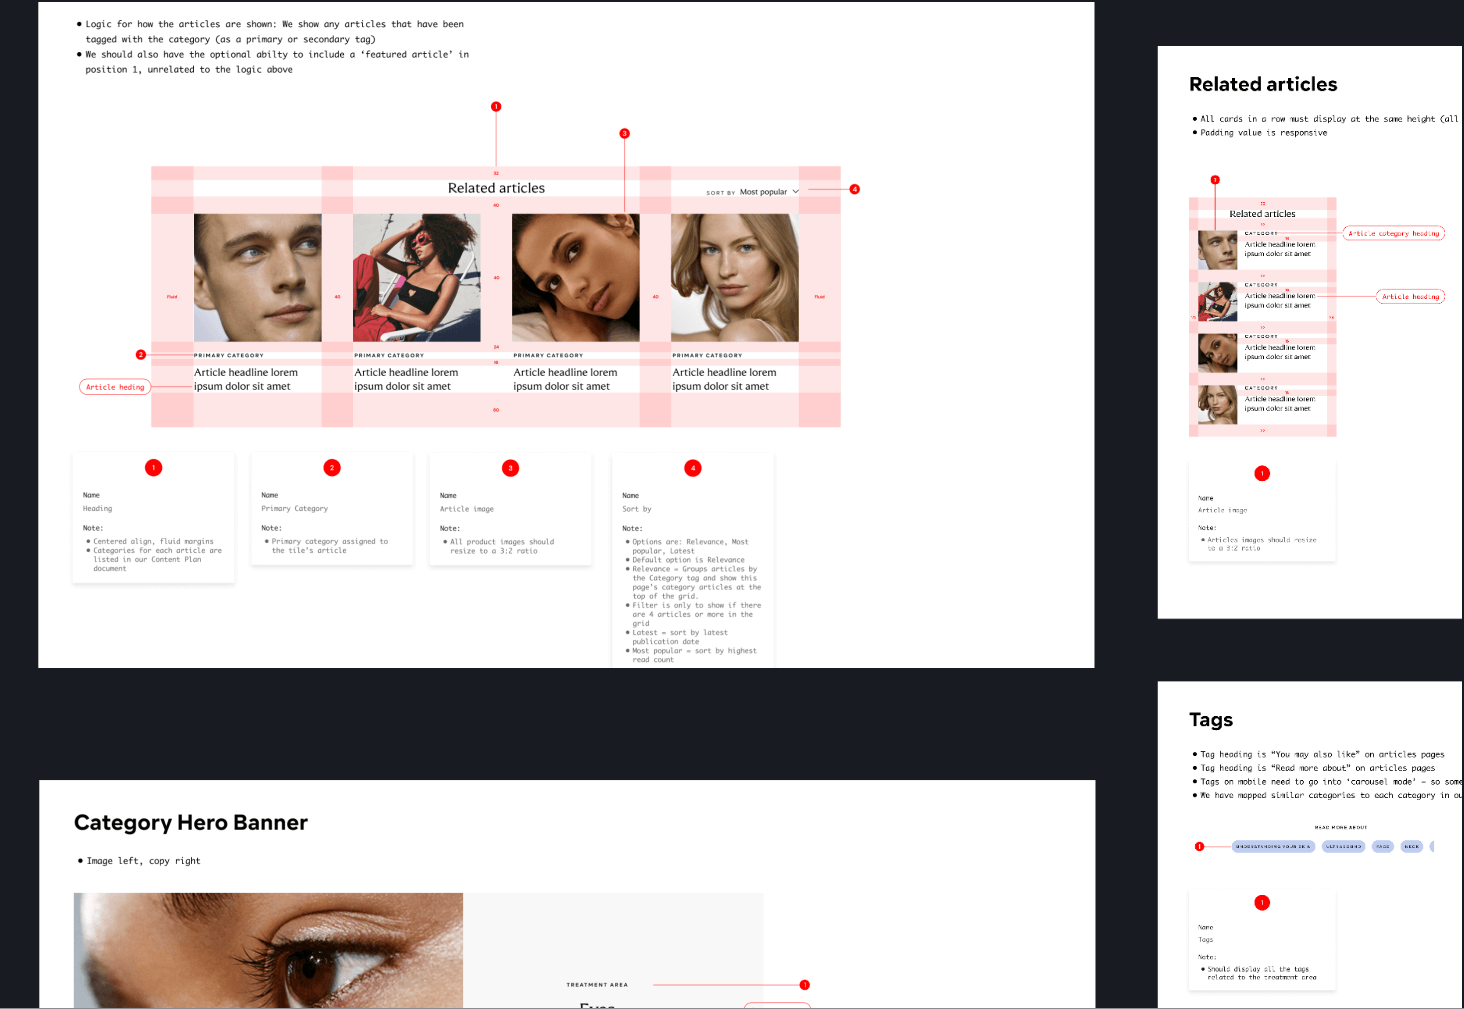 ● Logic for how the articles are shown: We show any articles that have been
tagged with the category (as a primary or secondary tag)
● We should also have the optional abilty to include a ‘featured article’ in
position 1, unrelated to the logic above
1
3
32
Related articles
SORT BY Most popular
4
40
Fluid
40
40
40
Fluid
24
2
PRIMARY CATEGORY
PRIMARY CATEGORY
PRIMARY CATEGORY
PRIMARY CATEGORY
16
Article headline lorem
ipsum dolor sit amet
Article headline lorem
ipsum dolor sit amet
Article headline lorem
ipsum dolor sit amet
Article headline lorem
ipsum dolor sit amet
Article heding
60
1
Name
Heading
Note:
● Centered align, fluid margins
● Categories for each article are
listed in our Content Plan
document
2
Name
Primary Category
Note:
● Primary category assigned to
the tile's article
3
Name
Article image
Note:
● All product images should
resize to a 3:2 ratio
4
Name
Sort by
Note:
● Options are: Relevance, Most
popular, Latest
● Default option is Relevance
● Relevance = Groups articles by
the Category tag and show this
page's category articles at the
top of the grid.
● Filter is only to show if there
are 4 articles or more in the
grid
● Latest = sort by latest
publication date
● Most popular = sort by highest
read count
Related articles
● All cards in a row must display at the same height (all
● Padding value is responsive
1
Related articles
CATEGORY
Article headline lorem
ipsum dolor sit amet
Article category heading
CATEGORY
Article headline lorem
ipsum dolor sit amet
Article heading
CATEGORY
Article headline lorem
ipsum dolor sit amet
CATEGORY
Article headline lorem
ipsum dolor sit amet
1
Name
Article image
Note:
● Articles images should resize
to a 3:2 ratio
Tags
● Tag heading is “You may also like” on articles pages
● Tag heading is “Read more about” on articles pages
● Tags on mobile need to go into ‘carousel mode’ – so some
● We have mapped similar categories to each category in ou
READ MORE ABOUT
1
UNDERSTANDING YOUR SKIN
ULTRASOUND
FACE
NECK
1
Name
Tags
Note:
● Should display all the tags
related to the treatment area
Category Hero Banner
● Image left, copy right
TREATMENT AREA
1
Eyes